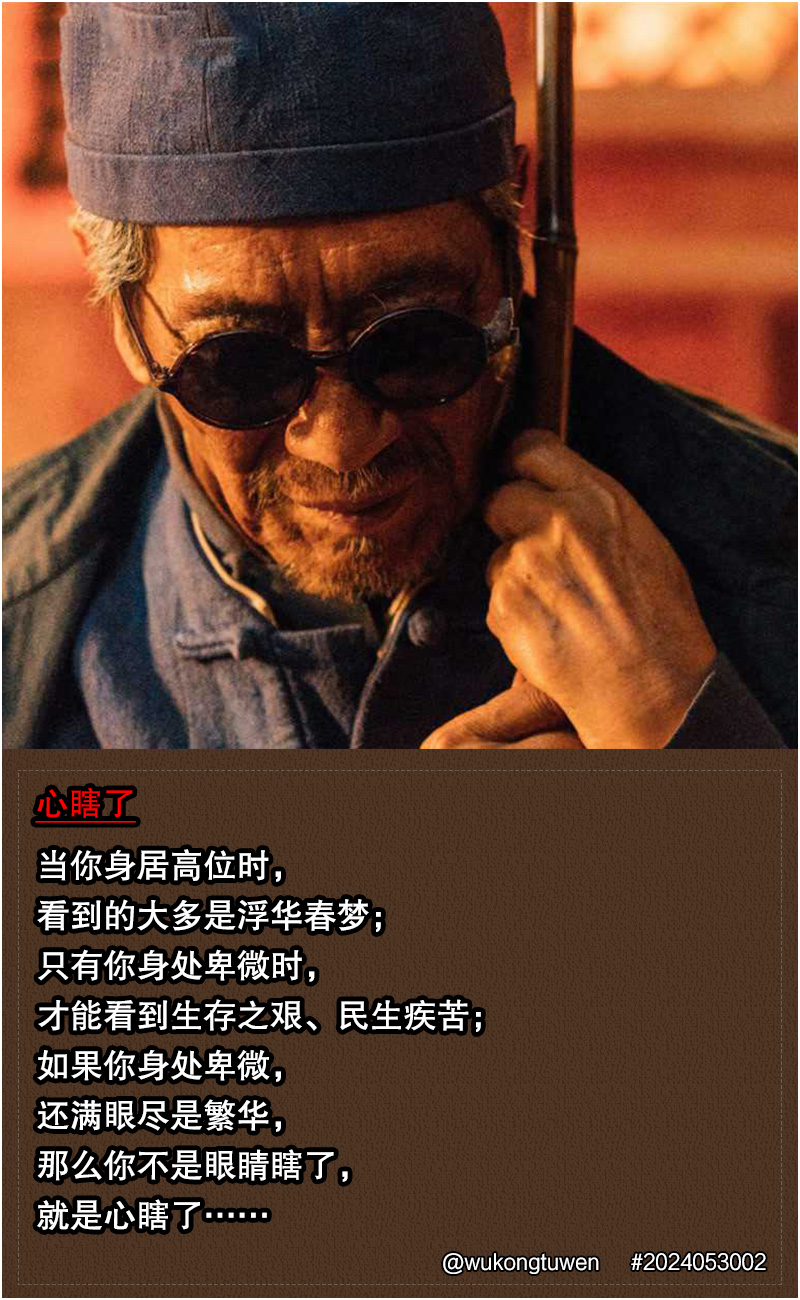 心瞎了
当你身居高位时，
看到的大多是浮华春梦；
只有你身处卑微时，
才能看到生存之艰、民生疾苦；
如果你身处卑微，
还满眼尽是繁华，
那么你不是眼睛瞎了，
就是心瞎了……
@wukongtuwen #2024053002